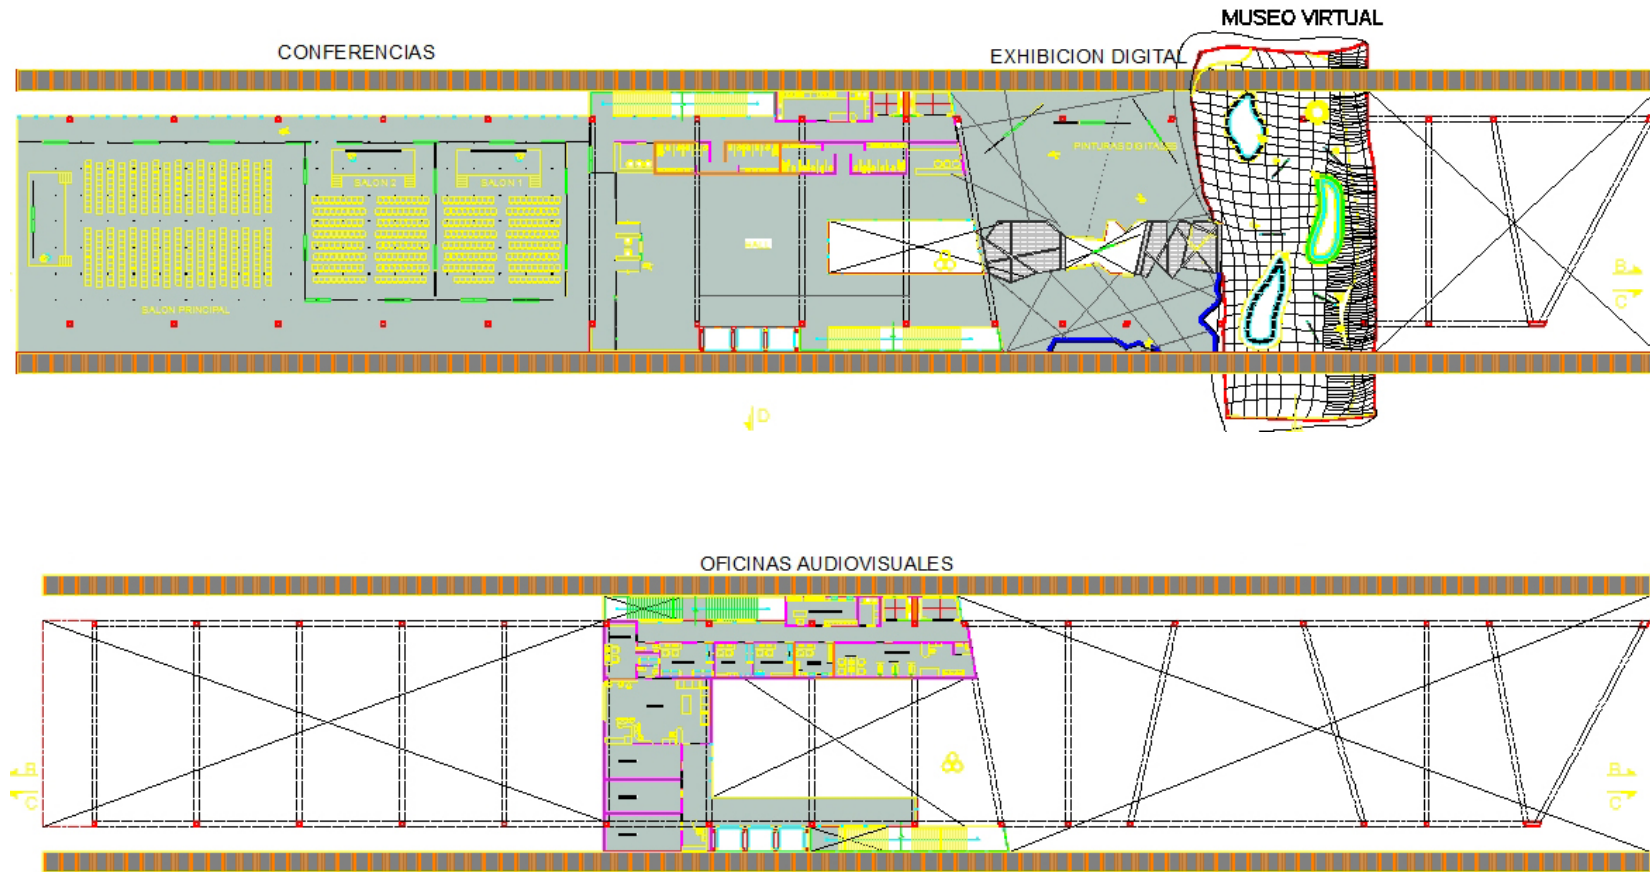 MUSEO VIRTUAL
CONFERENCIAS
EXHIBICION DIGITAL
PINTURAS DIGITALES
SALON 2
SALON 1
B
C
SALON PRINCIPAL
D
OFICINAS AUDIOVISUALES
B
C
B
C